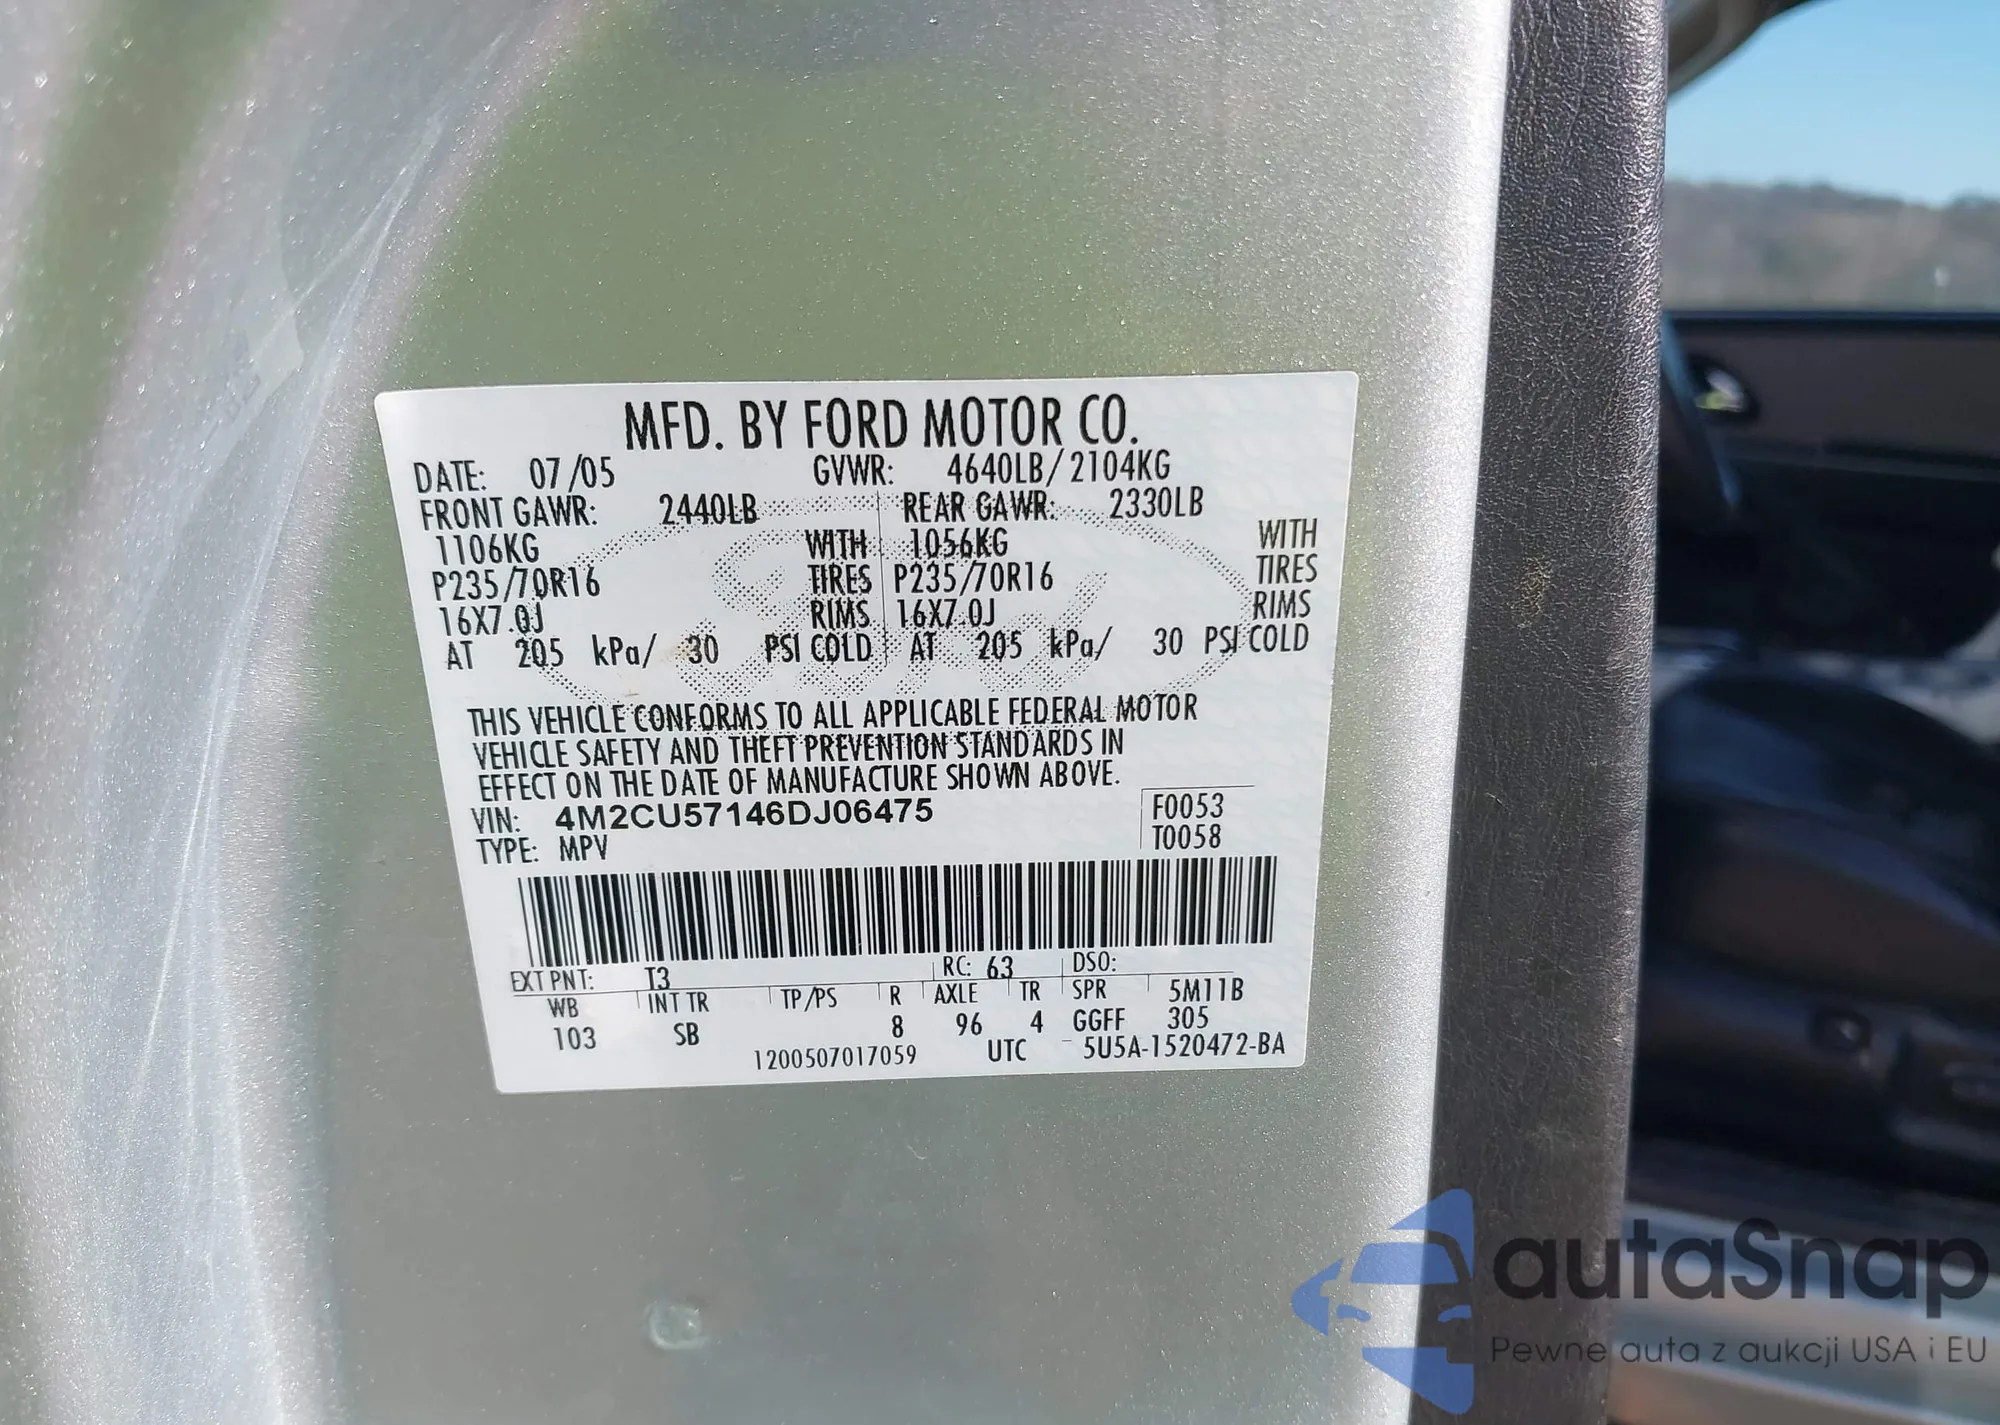 MFD. BY FORD MOTOR CO.
DATE: 07/05 GVWR: 4640LB/2104KG
FRONT GAWR: 2440LB REAR GAWR: 2330LB
1106KG WITH 1056KG WITH
P235/70R16 TIRES P235/70R16 TIRES
16X7.0J RIMS 16X7.0J RIMS
AT 205 kPa/ 30 PSI COLD AT 205 kPa/ 30 PSI COLD
Ford
THIS VEHICLE CONFORMS TO ALL APPLICABLE FEDERAL MOTOR
VEHICLE SAFETY AND THEFT PREVENTION STANDARDS IN
EFFECT ON THE DATE OF MANUFACTURE SHOWN ABOVE.
VIN: 4M2CU57146DJ06475 F0053
TYPE: MPV T0058
EXT PNT: T3 RC: 63 DSO:
WB INT TR TP/PS R AXLE TR SPR 5M11B
103 SB 8 96 4 GGFF 305
1200507017059 UTC 5U5A-1520472-BA
autaSnap
Pewne auta z aukcji USA i EU